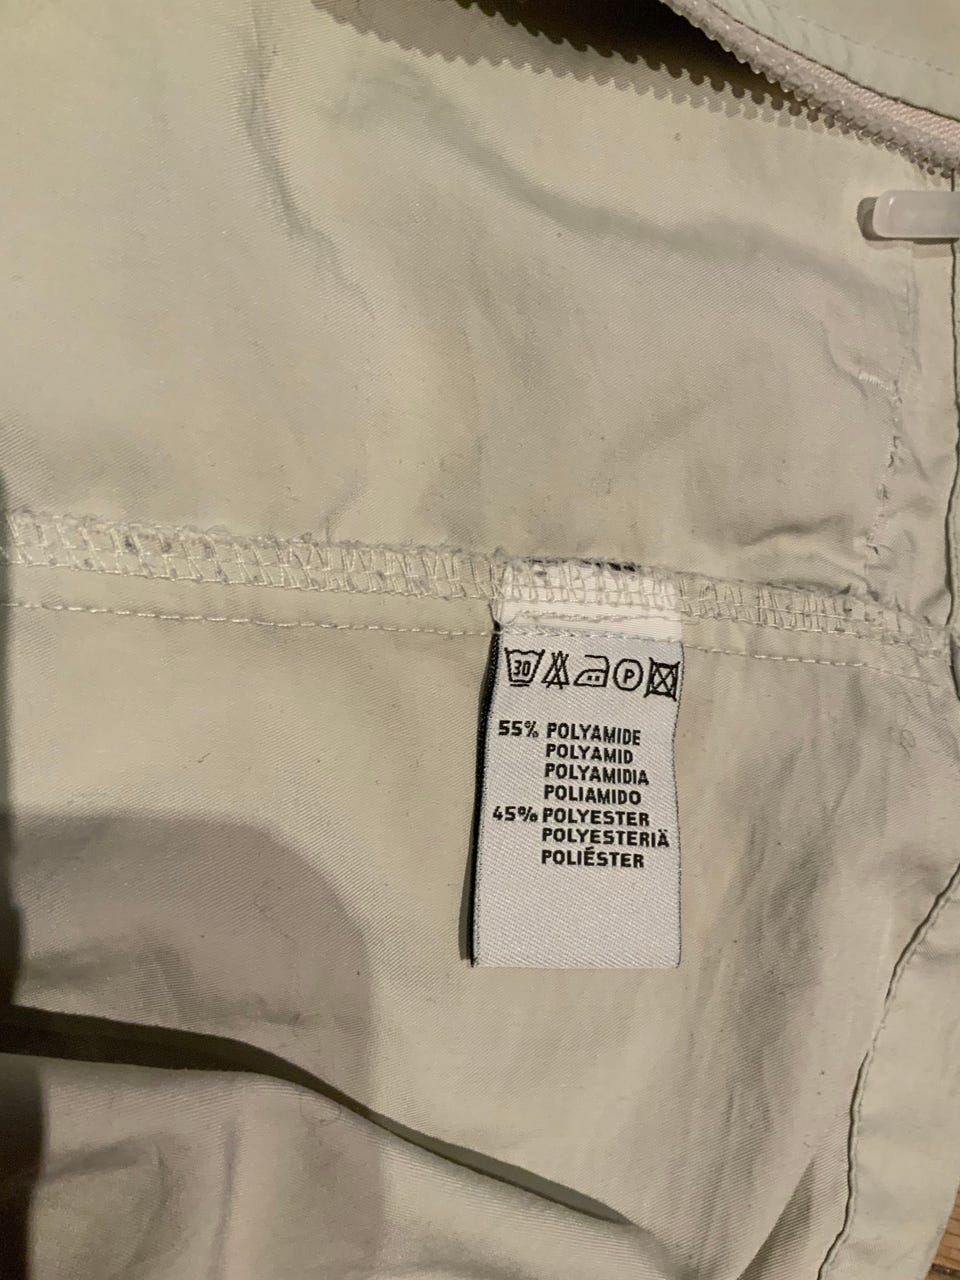 30 P
55% POLYAMIDE
POLYAMID
POLYAMIDIA
POLIAMIDO
45% POLYESTER
POLYESTERIÄ
POLIÉSTER